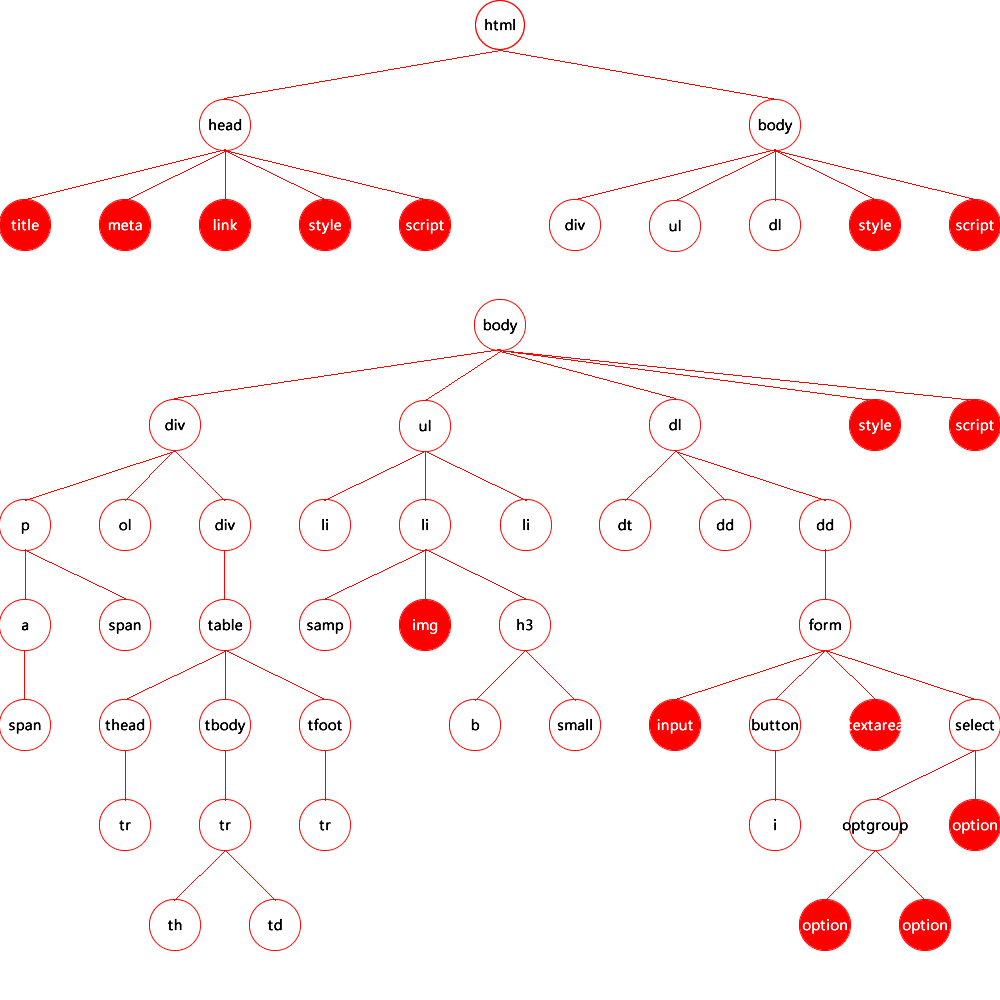 html
head body
title meta link style script div ul dl style script
body
div ul dl style script
p ol div li li li dt dd dd
a span table samp img h3 form
span thead tbody tfoot b small input button textarea select
tr tr tr i optgroup option
th td option option